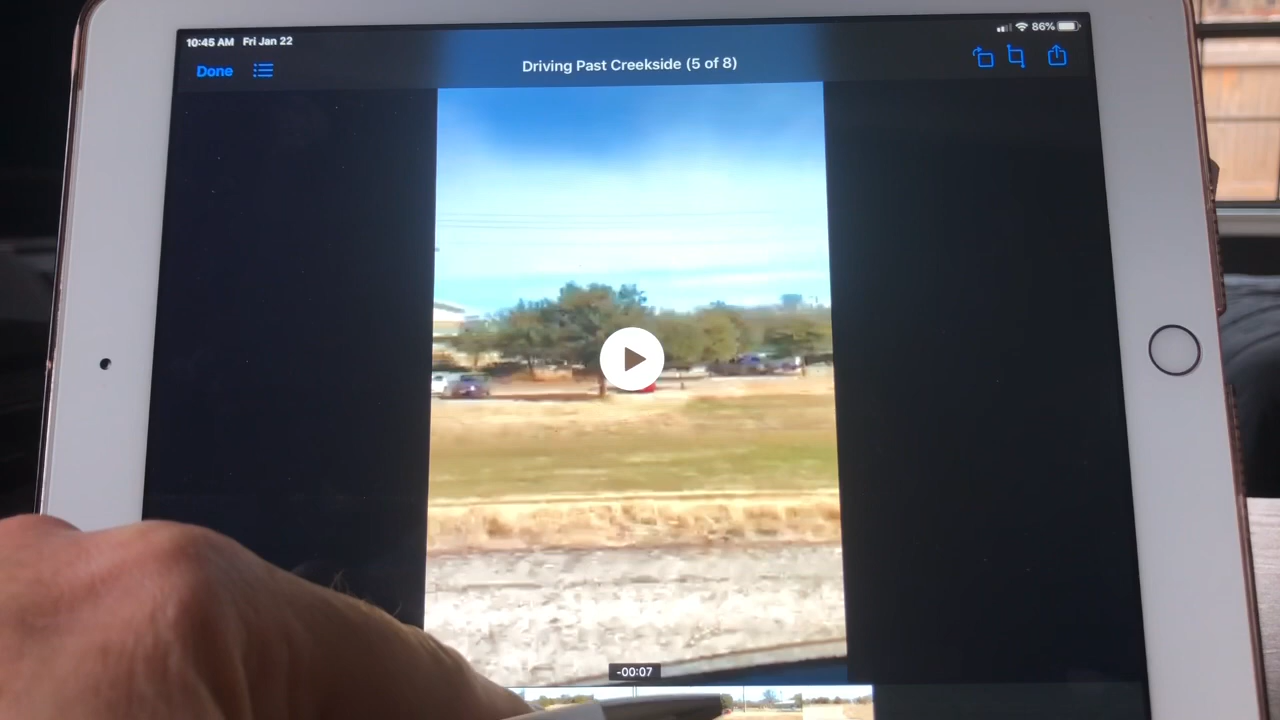 10:45 AM Fri Jan 22
86%
Done
Driving Past Creekside (5 of 8)
-00:07